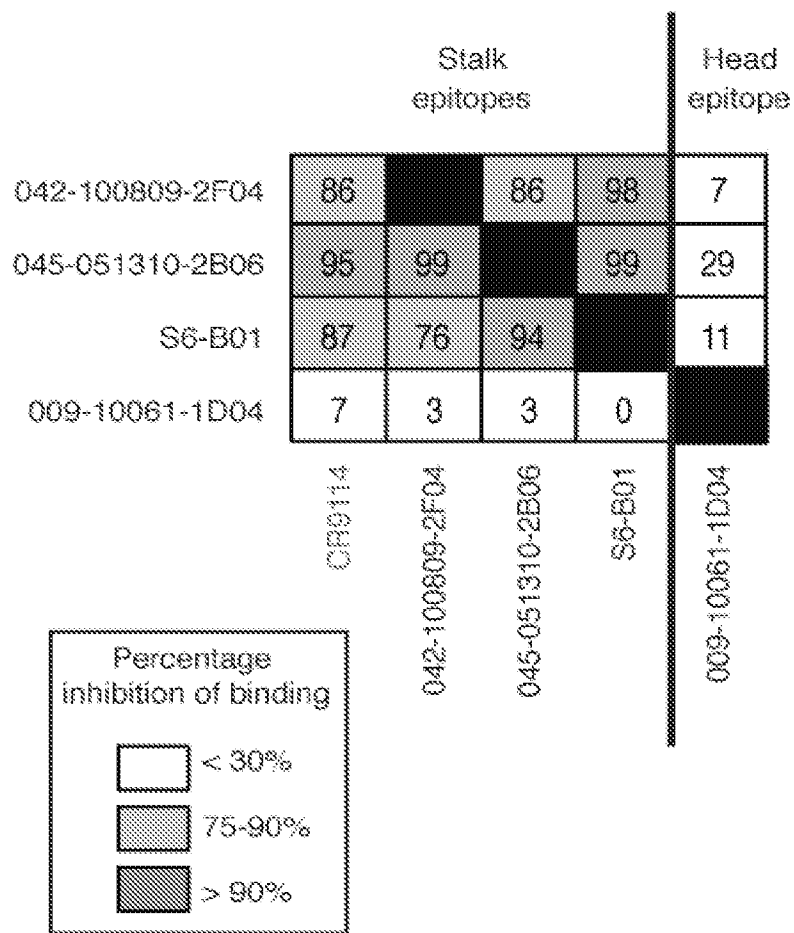 Stalk
epitopes
Head
epitope
042-100809-2F04 86 86 98 7
045-051310-2B06 95 99 99 29
S6-B01 87 76 94 11
009-10061-1D04 7 3 3 0
CR9114
042-100809-2F04
045-051310-2B06
S6-B01
009-10061-1D04
Percentage
inhibition of binding
< 30%
75-90%
> 90%